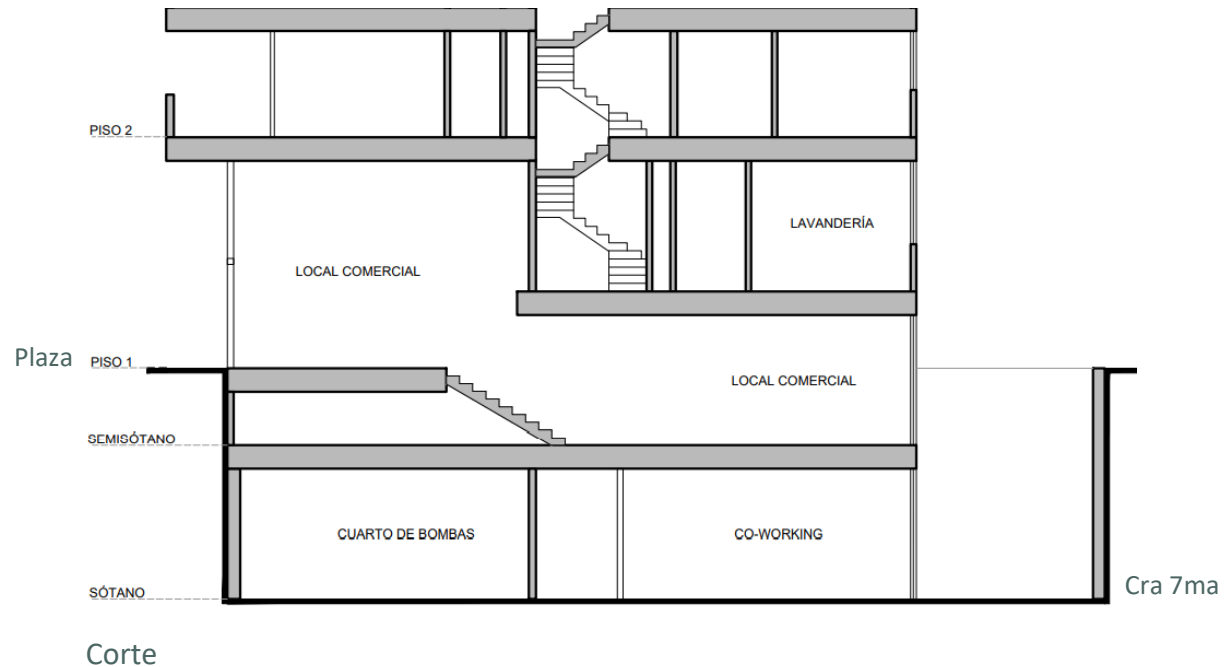 PISO 2
LAVANDERÍA
LOCAL COMERCIAL
Plaza
PISO 1
LOCAL COMERCIAL
SEMISÓTANO
CUARTO DE BOMBAS
CO-WORKING
SÓTANO
Cra 7ma
Corte